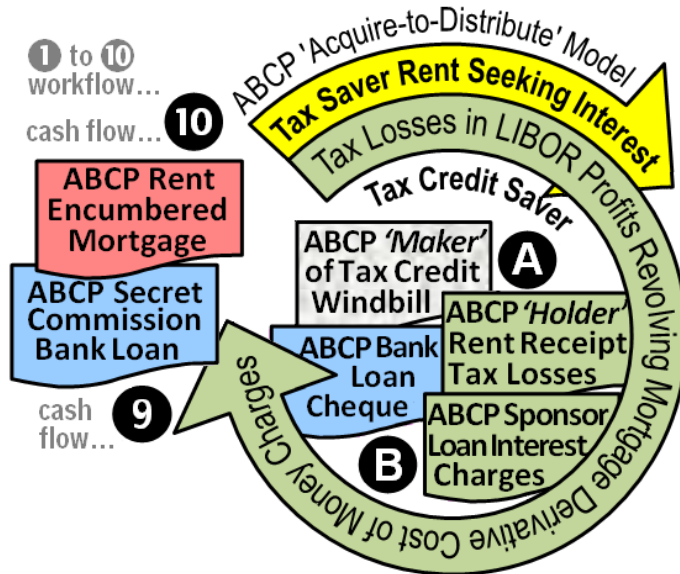 1 to 10
workflow...
cash flow...
10
ABCP Rent
Encumbered
Mortgage
ABCP Secret
Commission
Bank Loan
cash
flow...
9
ABCP 'Acquire-to-Distribute' Model
Tax Saver Rent Seeking Interest
Tax Losses in LIBOR Profits Revolving Mortgage Derivative Cost of Money Charges
Tax Credit Saver
A
ABCP 'Maker'
of Tax Credit
Windbill
ABCP 'Holder'
Rent Receipt
Tax Losses
ABCP Bank
Loan
Cheque
B
ABCP Sponsor
Loan Interest
Charges